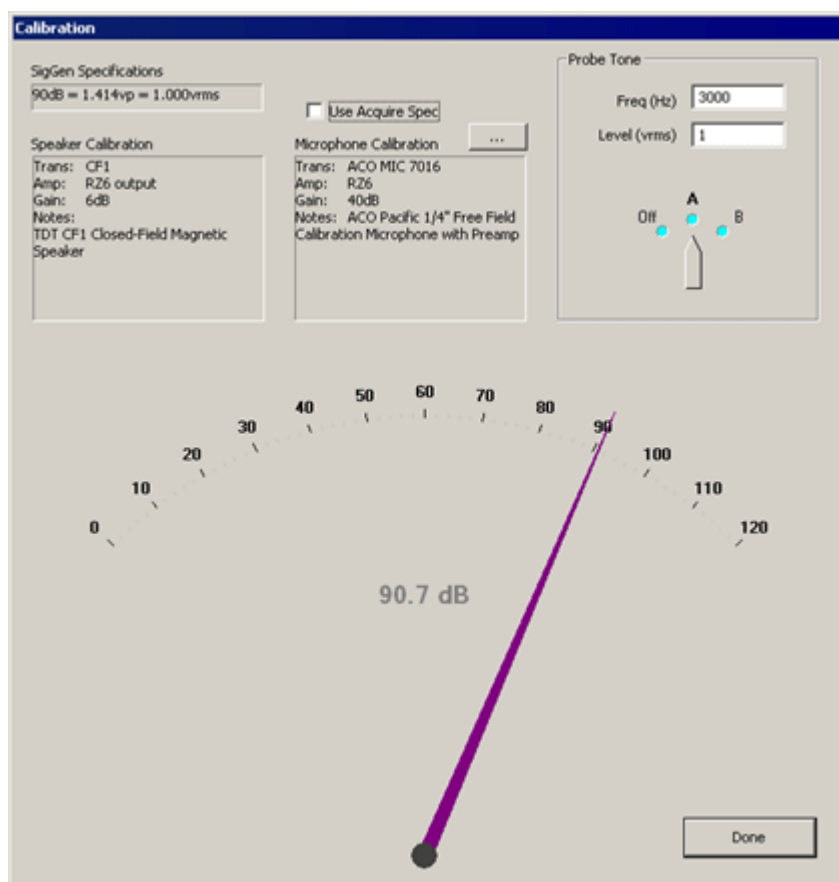 Calibration
SigGen Specifications
90dB = 1.414vp = 1.000vrms
Use Acquire Spec
...
Speaker Calibration
Trans: CF1
Amp: RZ6 output
Gain: 6dB
Notes:
TDT CF1 Closed-Field Magnetic
Speaker
Microphone Calibration
Trans: ACO MIC 7016
Amp: RZ6
Gain: 40dB
Notes: ACO Pacific 1/4" Free Field
Calibration Microphone with Preamp
Probe Tone
Freq (Hz) 3000
Level (vrms) 1
Off A B
0 10 20 30 40 50 60 70 80 90 100 110 120
90.7 dB
Done